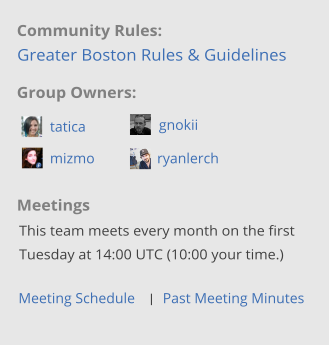 Community Rules:
Greater Boston Rules & Guidelines
Group Owners:
tatica gnokii
mizmo ryanlerch
Meetings
This team meets every month on the first
Tuesday at 14:00 UTC (10:00 your time.)
Meeting Schedule | Past Meeting Minutes